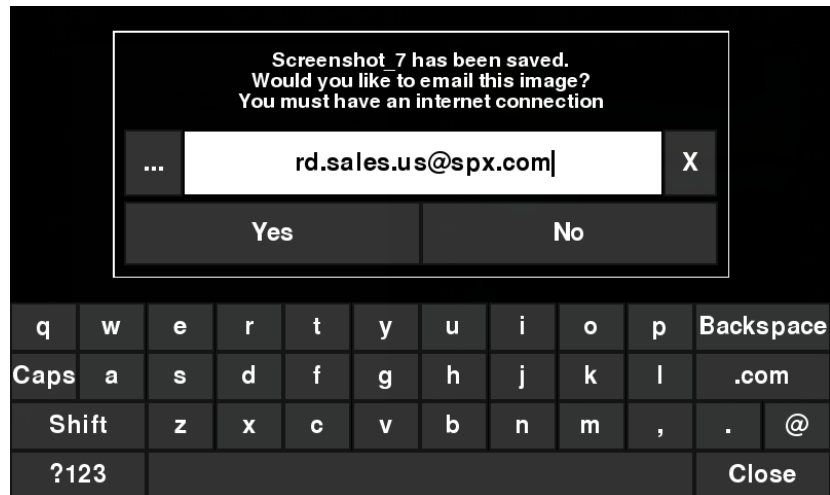 Screenshot_7 has been saved.
Would you like to email this image?
You must have an internet connection
... rd.sales.us@spx.com X
Yes No
q w e r t y u i o p Backspace
Caps a s d f g h j k l .com
Shift z x c v b n m , . @
?123 Close